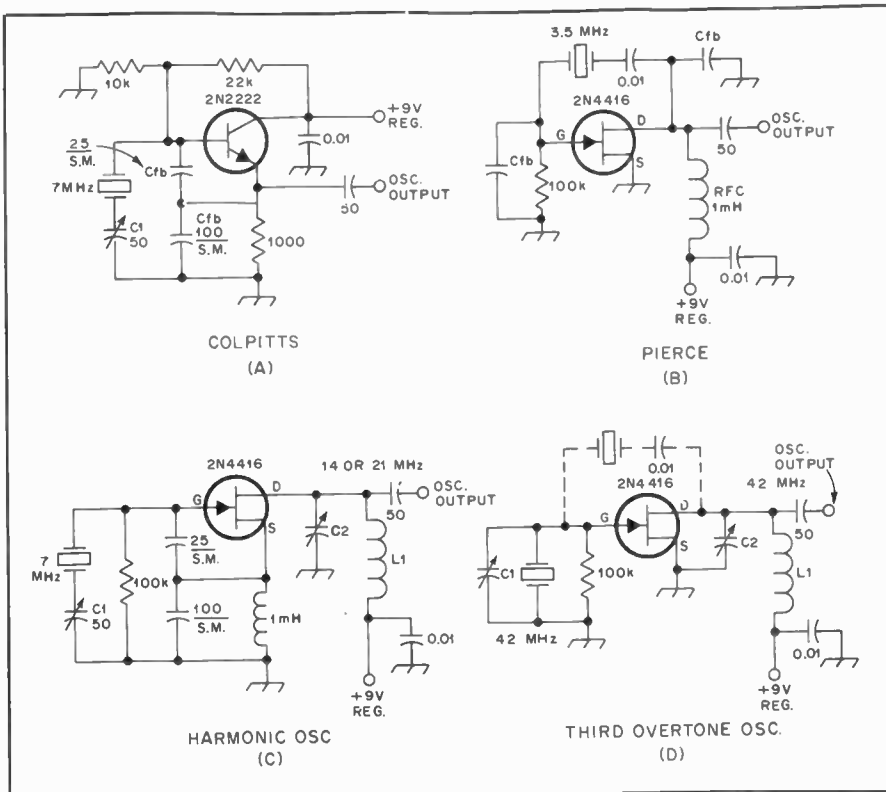 10k
22k
2N2222
+9V
REG.
0.01
25
S.M.
Cfb
7MHz
C1
50
Cfb
100
S.M.
1000
50
OSC.
OUTPUT
COLPITTS
(A)
3.5 MHz
0.01
Cfb
2N4416
D
G
S
Cfb
100k
50
OSC.
OUTPUT
RFC
1mH
0.01
+9V
REG.
PIERCE
(B)
2N4416
14 OR 21 MHz
G
D
S
7
MHz
C1
50
100k
25
S.M.
100
S.M.
1mH
C2
50
OSC.
OUTPUT
L1
0.01
+9V
REG.
HARMONIC OSC
(C)
0.01
2N4416
42 MHz
OSC.
OUTPUT
G
D
S
C1
42 MHz
100k
C2
50
L1
0.01
+9V
REG.
THIRD OVERTONE OSC.
(D)